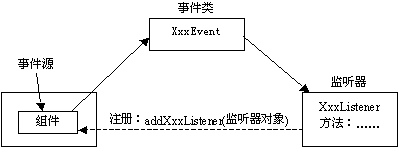 事件类
XxxEvent
事件源
监听器
组件
注册：addXxxListener(监听器对象)
XxxListener
方法：……